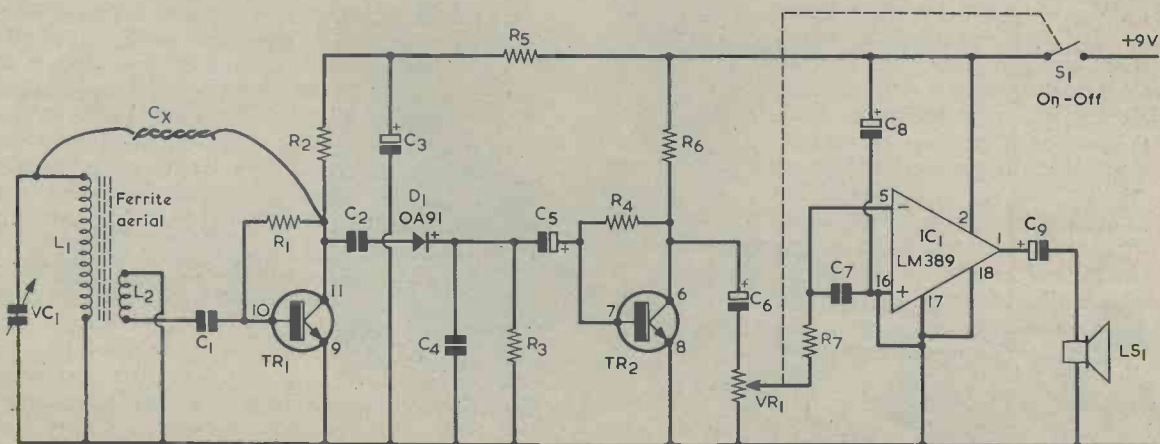 R5
+9V
S1
On-Off
CX
R2
C3
C8
R6
Ferrite
aerial
D1
OA91
R1
C2
C5
R4
5
−
2
IC1
LM389
1
C9
+
18
L1
L2
VC1
10
11
C1
9
TR1
C4
R3
7
6
8
TR2
C6
VR1
C7
16
+
17
R7
LS1